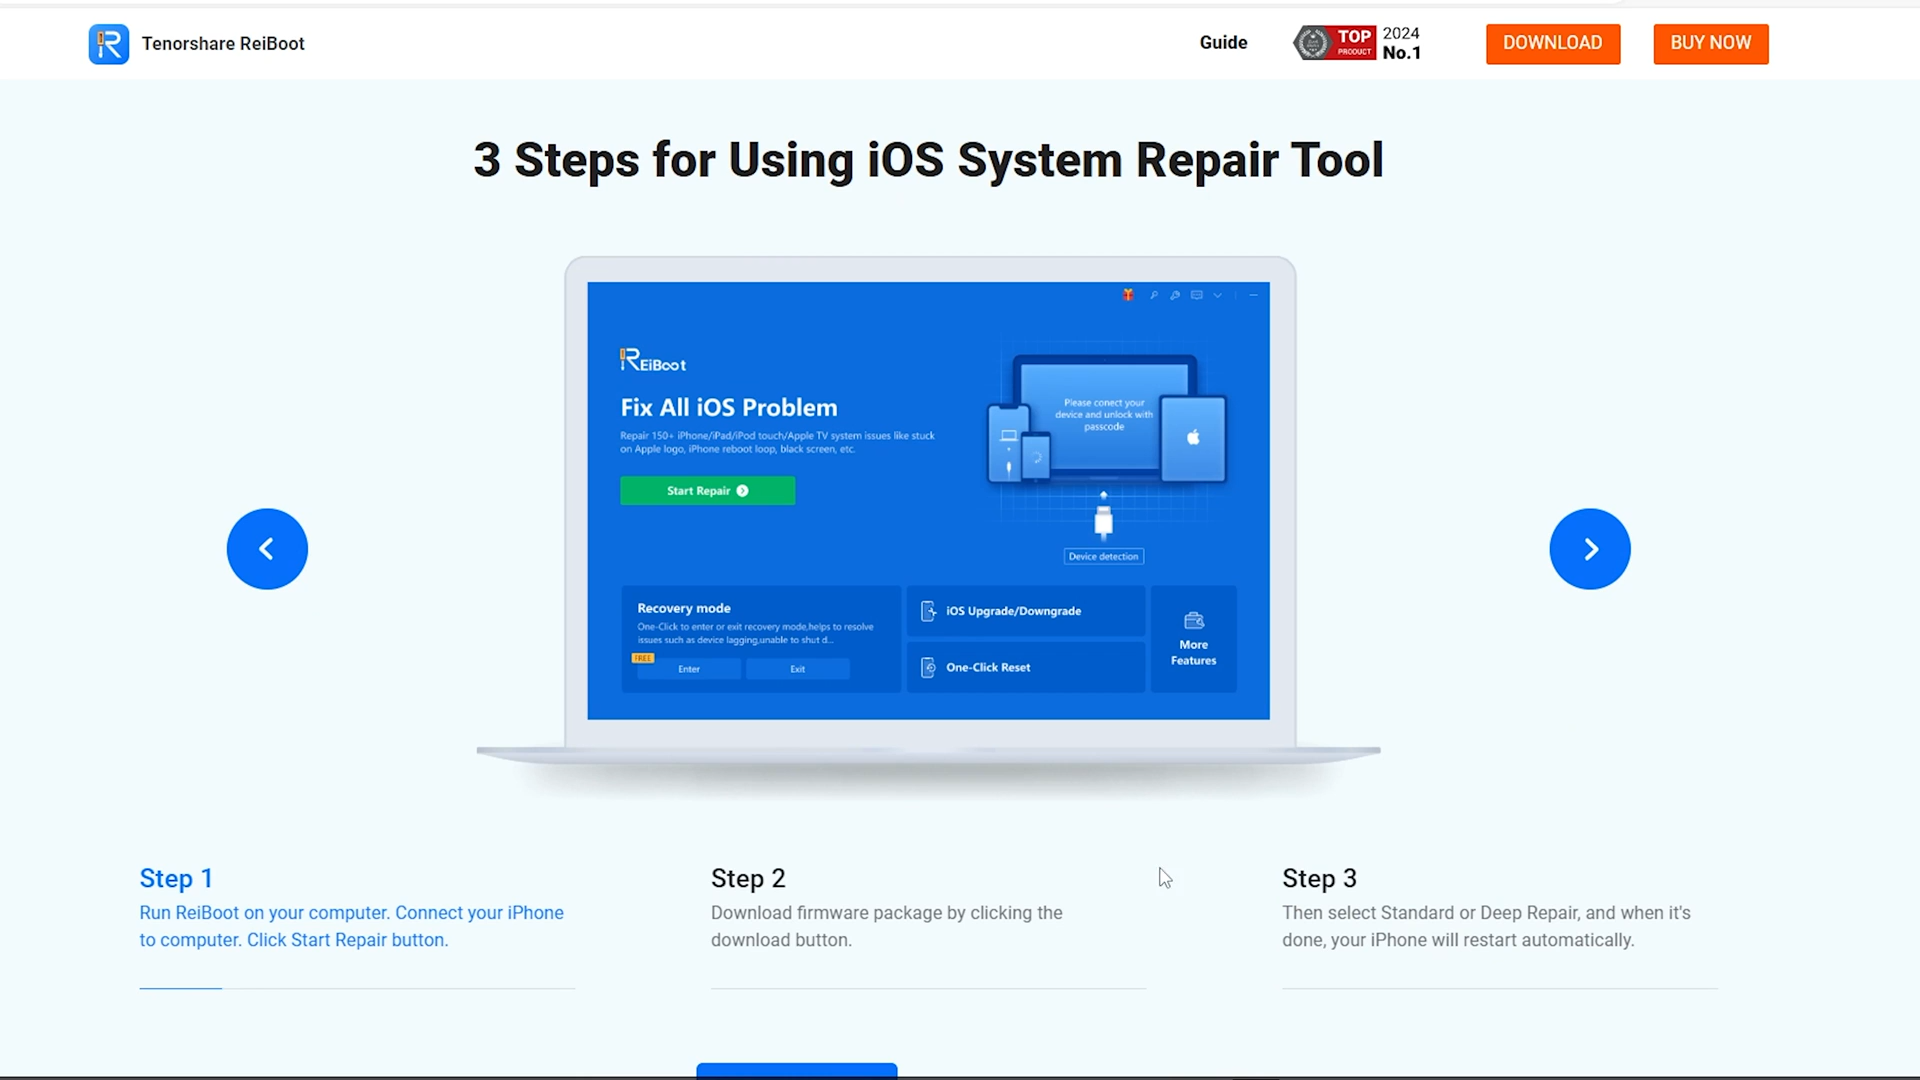 Tenorshare ReiBoot
Guide
TOP
PRODUCT
2024
No.1
DOWNLOAD
BUY NOW
3 Steps for Using iOS System Repair Tool
REiBoot
Fix All iOS Problem
Repair 150+ iPhone/iPad/iPod touch/Apple TV system issues like stuck
on Apple logo, iPhone reboot loop, black screen, etc.
Start Repair
Please conect your
device and unlock with
passcode
Device detection
Recovery mode
One-Click to enter or exit recovery mode,helps to resolve
issues such as device lagging,unable to shut d...
FREE
Enter
Exit
iOS Upgrade/Downgrade
One-Click Reset
More
Features
Step 1
Run ReiBoot on your computer. Connect your iPhone
to computer. Click Start Repair button.
Step 2
Download firmware package by clicking the
download button.
Step 3
Then select Standard or Deep Repair, and when it's
done, your iPhone will restart automatically.